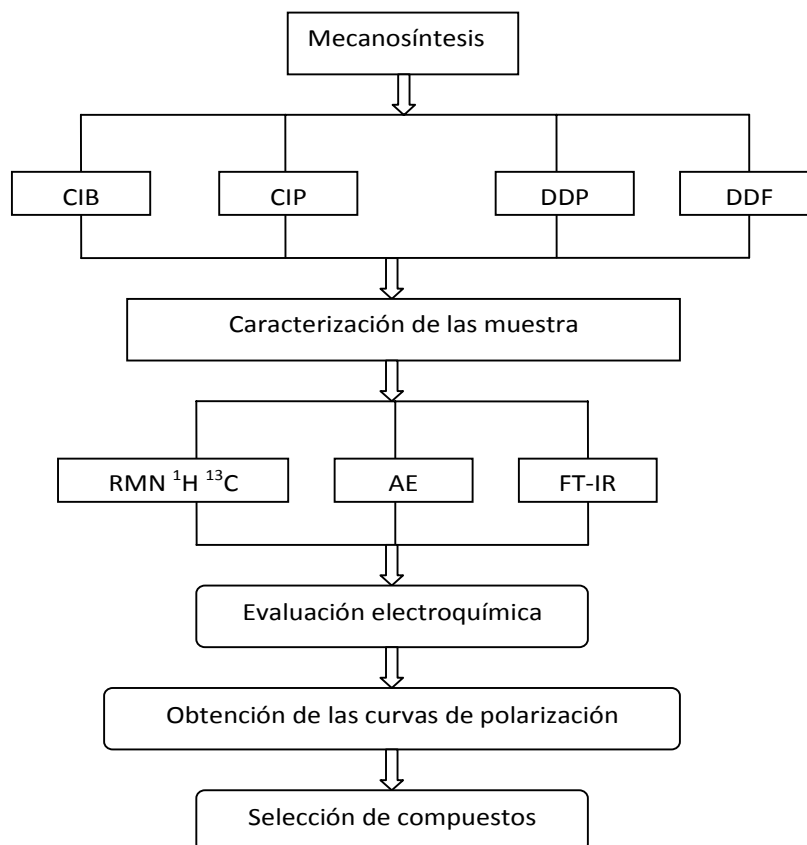 Mecanosíntesis
CIB
CIP
DDP
DDF
Caracterización de las muestra
RMN ¹H ¹³C
AE
FT-IR
Evaluación electroquímica
Obtención de las curvas de polarización
Selección de compuestos